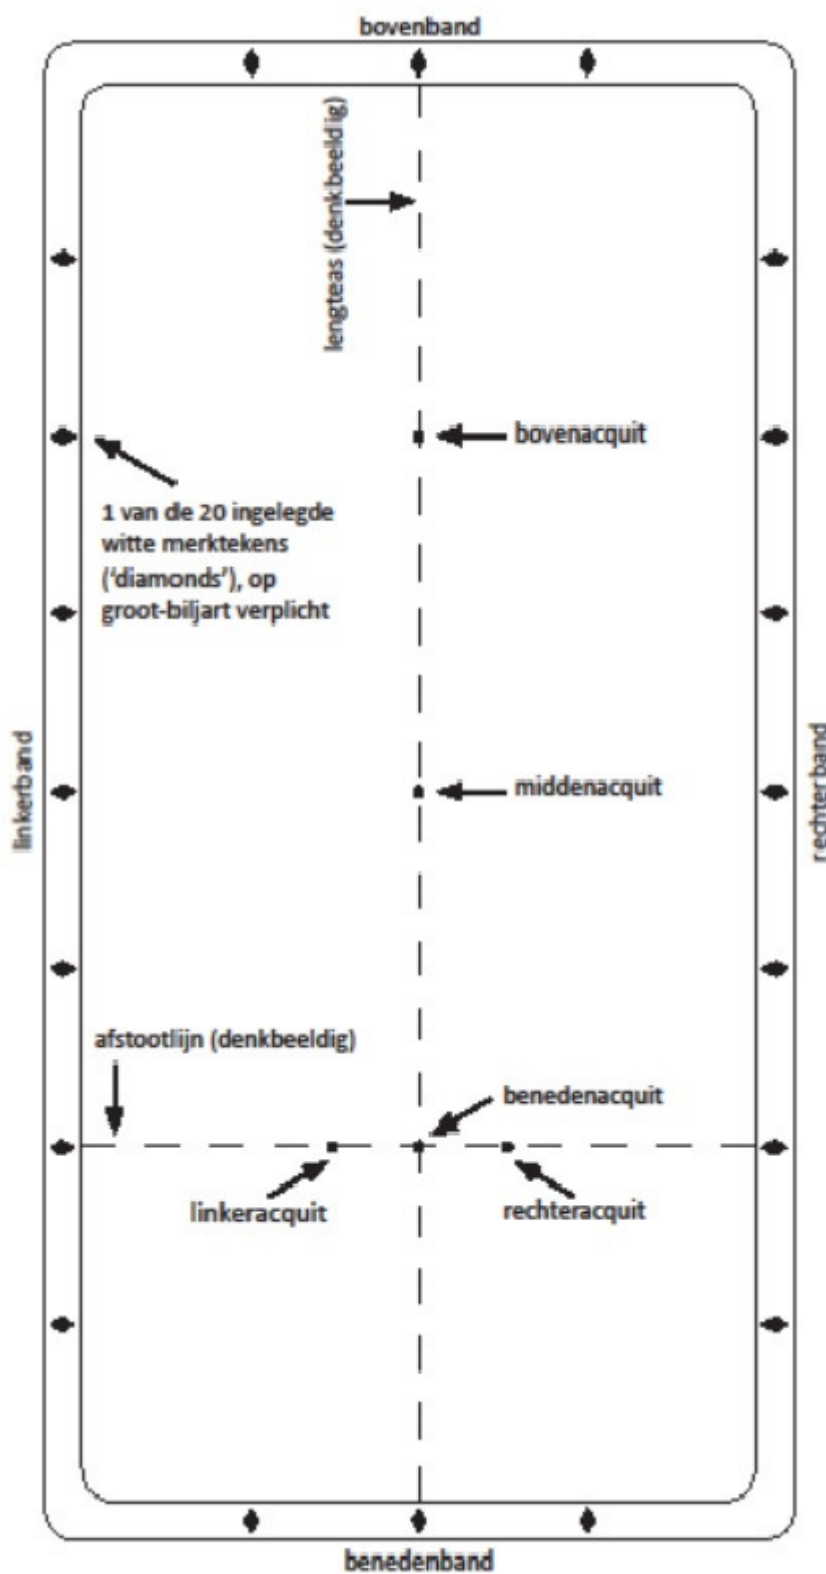 bovenband
lengteas (denkbeeldig)
bovenacquit
1 van de 20 ingelegde
witte merktekens
('diamonds'), op
groot-biljart verplicht
linkerband
middenacquit
rechterband
afstootlijn (denkbeeldig)
benedenacquit
linkeracquit
rechteracquit
benedenband